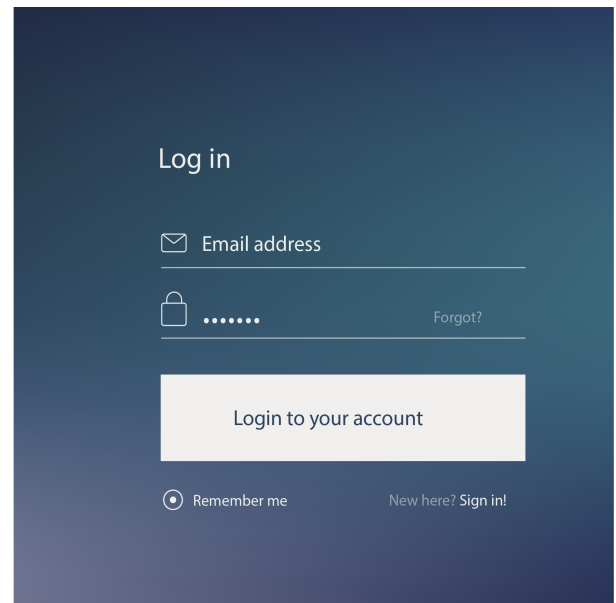 Log in
Email address
•••••••
Forgot?
Login to your account
Remember me
New here? Sign in!